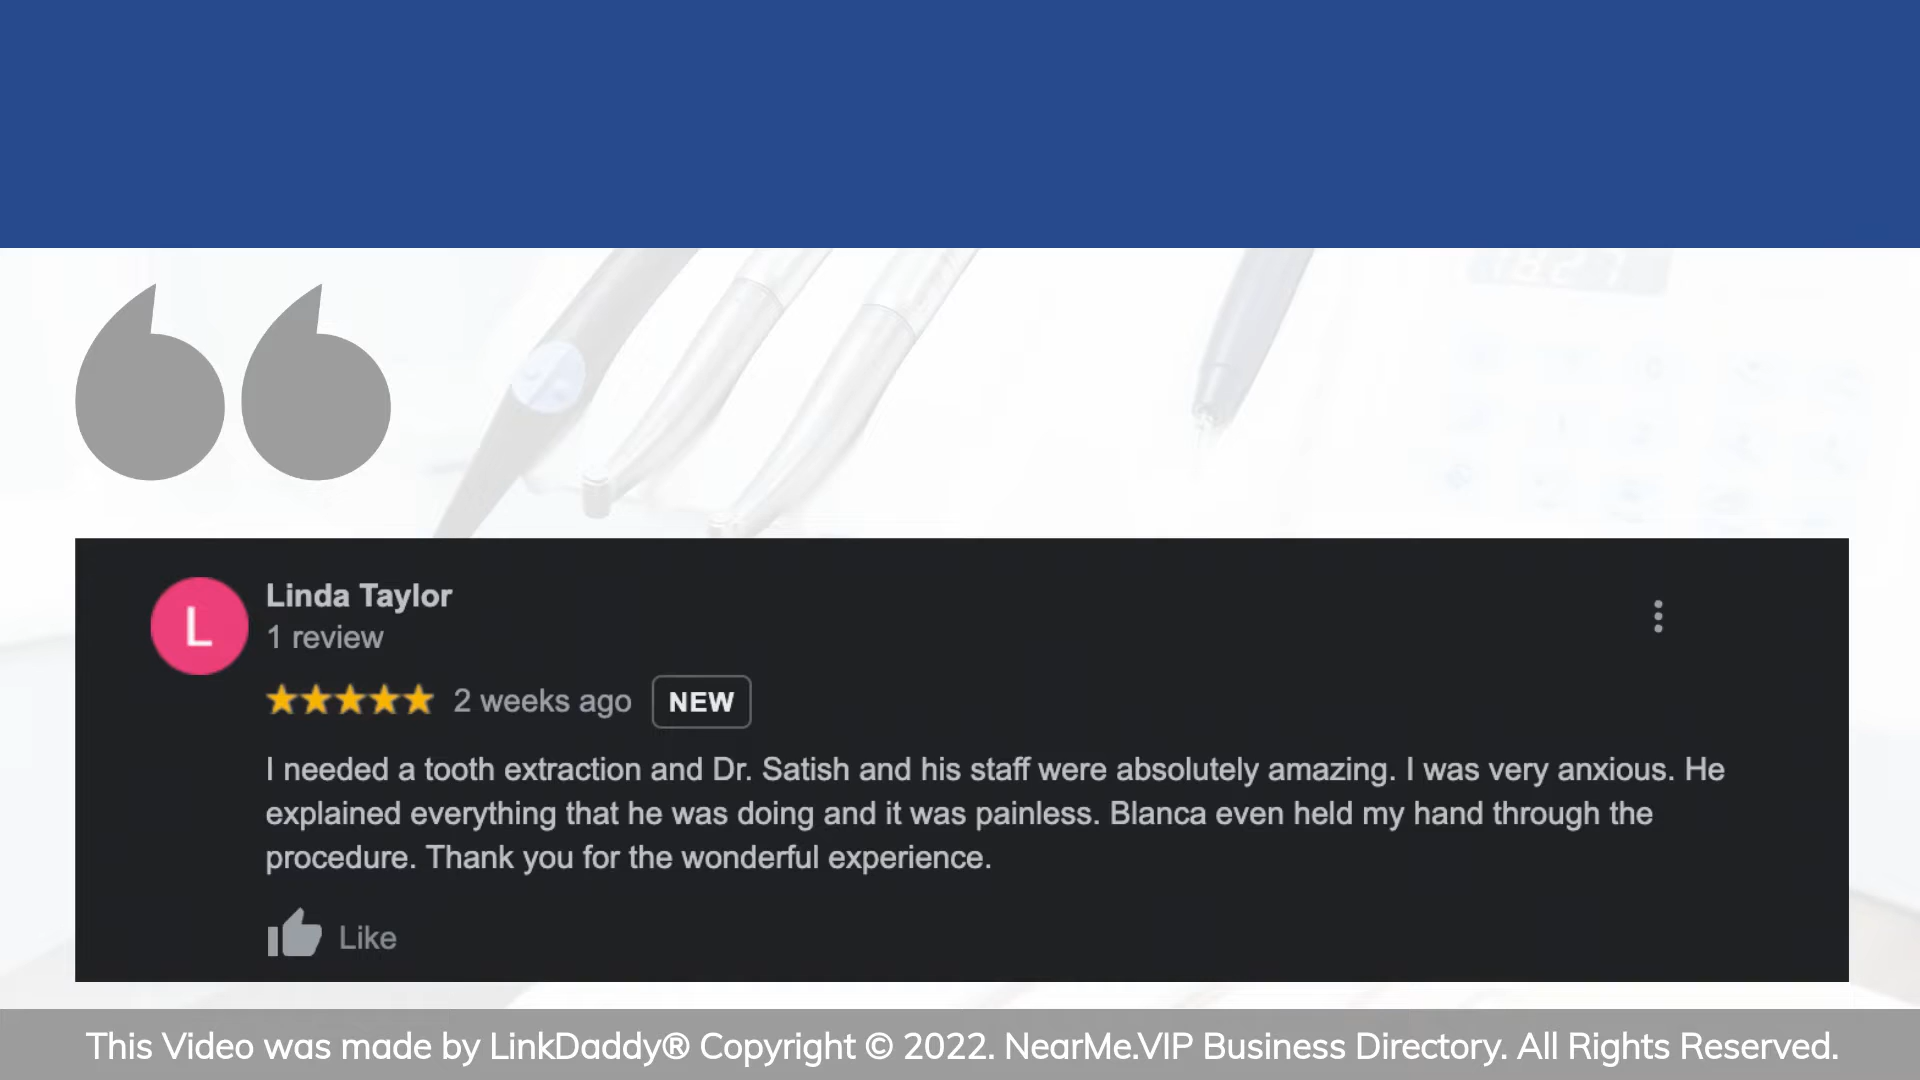 Linda Taylor
1 review
2 weeks ago NEW
I needed a tooth extraction and Dr. Satish and his staff were absolutely amazing. I was very anxious. He
explained everything that he was doing and it was painless. Blanca even held my hand through the
procedure. Thank you for the wonderful experience.
Like
L
This Video was made by LinkDaddy® Copyright © 2022. NearMe.VIP Business Directory. All Rights Reserved.